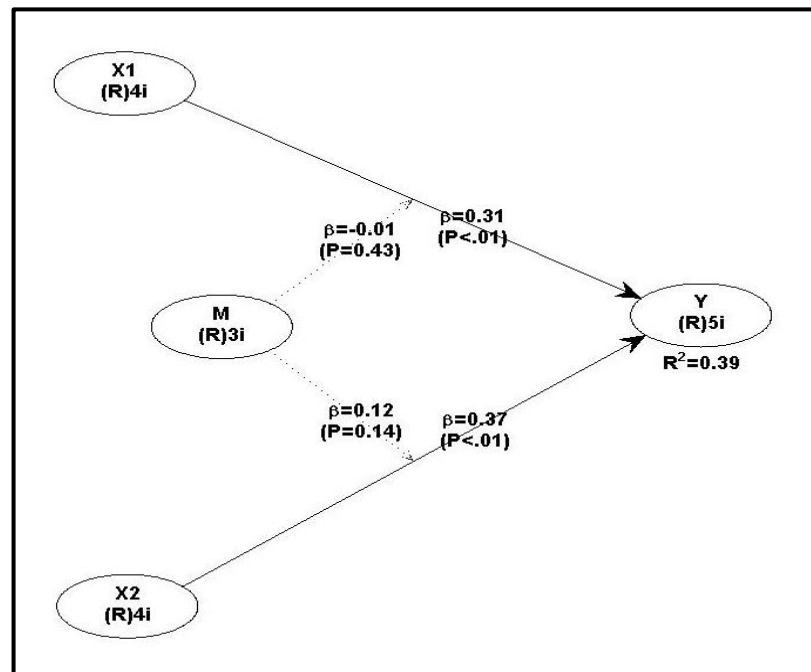 X1
(R)4i
β=-0.01
(P=0.43)
β=0.31
(P<.01)
M
(R)3i
Y
(R)5i
R²=0.39
β=0.12
(P=0.14)
β=0.37
(P<.01)
X2
(R)4i